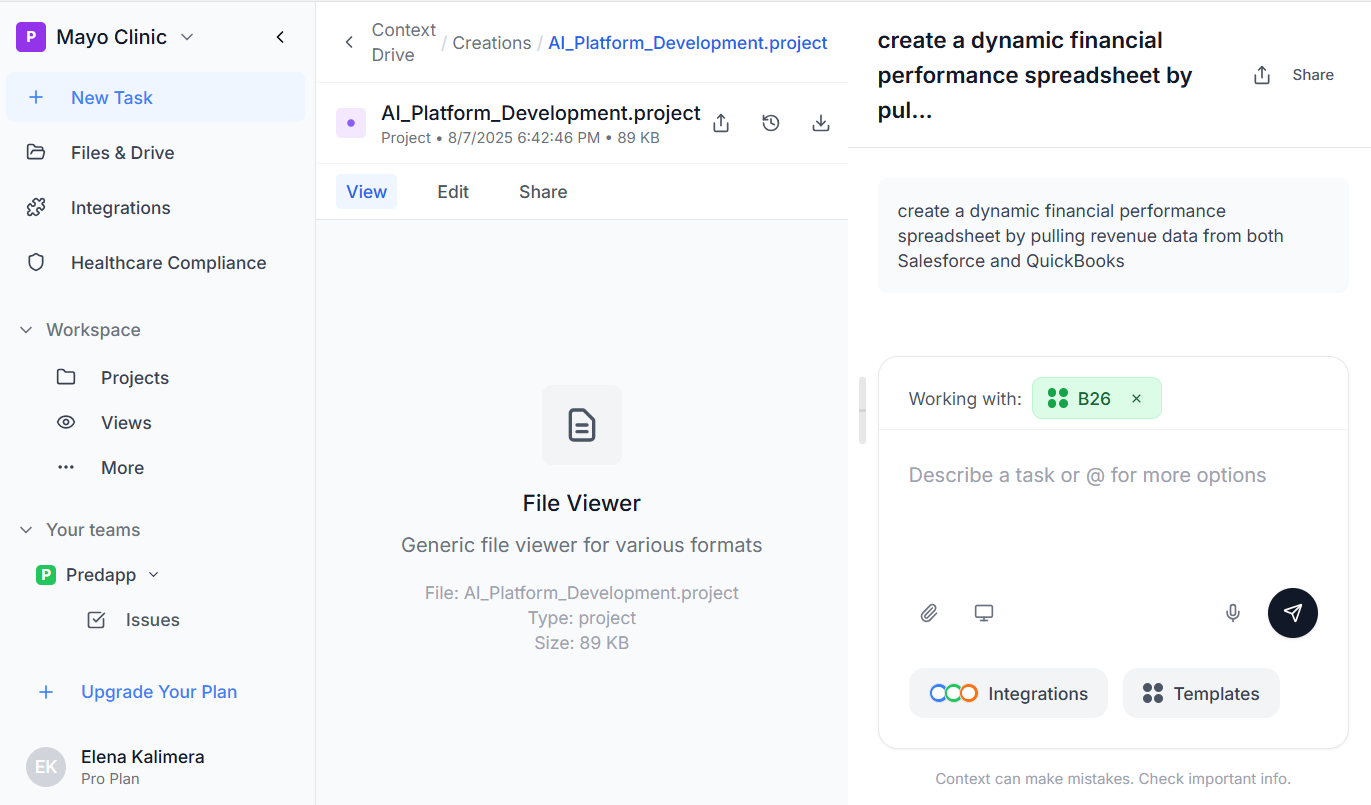 P Mayo Clinic
New Task
Files & Drive
Integrations
Healthcare Compliance
Workspace
Projects
Views
More
Your teams
P Predapp
Issues
Upgrade Your Plan
EK
Elena Kalimera
Pro Plan
Context
Drive
/ Creations / AI_Platform_Development.project
AI_Platform_Development.project
Project • 8/7/2025 6:42:46 PM • 89 KB
View Edit Share
File Viewer
Generic file viewer for various formats
File: AI_Platform_Development.project
Type: project
Size: 89 KB
create a dynamic financial
performance spreadsheet by
pul...
Share
create a dynamic financial performance
spreadsheet by pulling revenue data from both
Salesforce and QuickBooks
Working with: B26 ×
Describe a task or @ for more options
Integrations Templates
Context can make mistakes. Check important info.